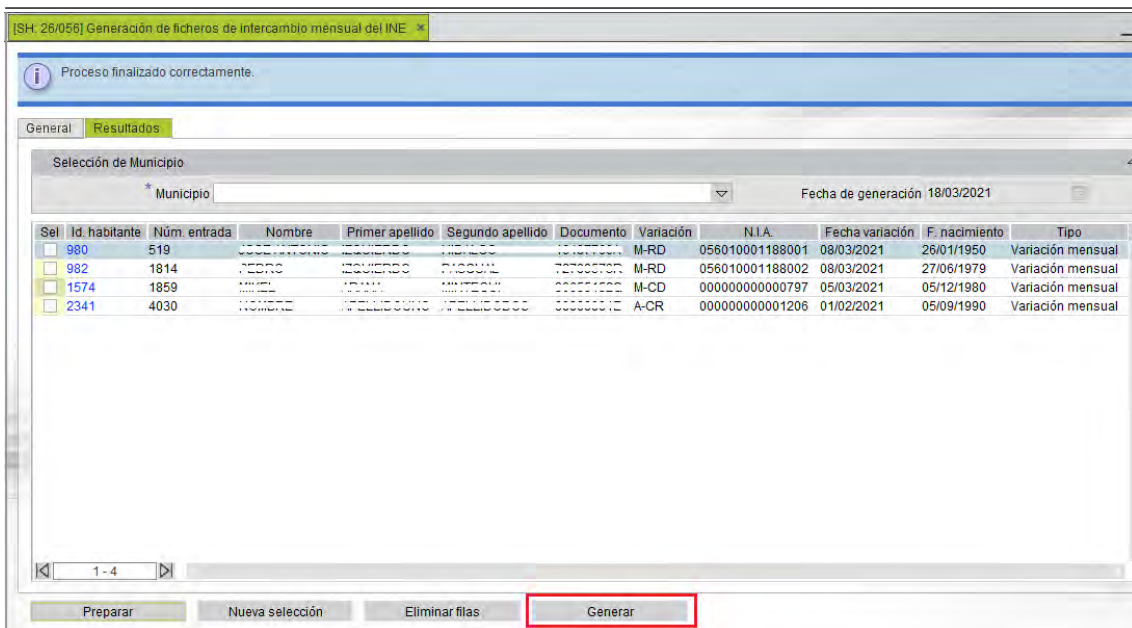 [SH: 26/056] Generación de ficheros de intercambio mensual del INE ×
Proceso finalizado correctamente.
General Resultados
Selección de Municipio
* Municipio Fecha de generación 18/03/2021
Sel Id. habitante Núm. entrada Nombre Primer apellido Segundo apellido Documento Variación N.I.A. Fecha variación F. nacimiento Tipo
980 519 M-RD 056010001188001 08/03/2021 26/01/1950 Variación mensual
982 1814 M-RD 056010001188002 08/03/2021 27/06/1979 Variación mensual
1574 1859 M-CD 000000000000797 05/03/2021 05/12/1980 Variación mensual
2341 4030 A-CR 000000000001206 01/02/2021 05/09/1990 Variación mensual
1 - 4
Preparar Nueva selección Eliminar filas Generar